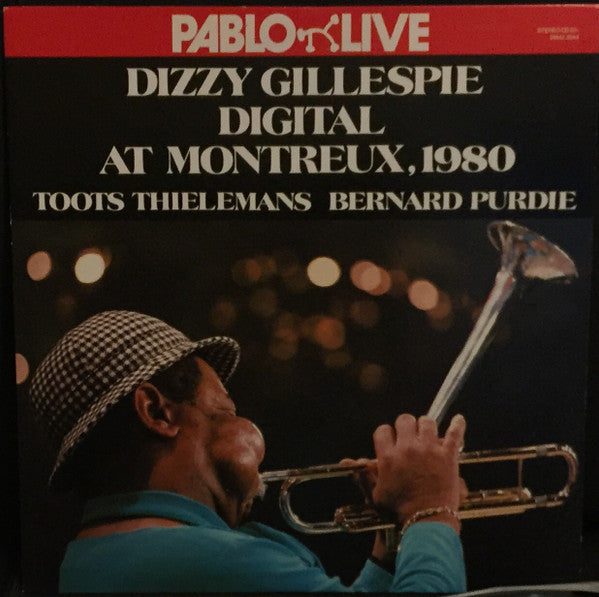 PABLO LIVE
DIZZY GILLESPIE
DIGITAL
AT MONTREUX, 1980
TOOTS THIELEMANS BERNARD PURDIE